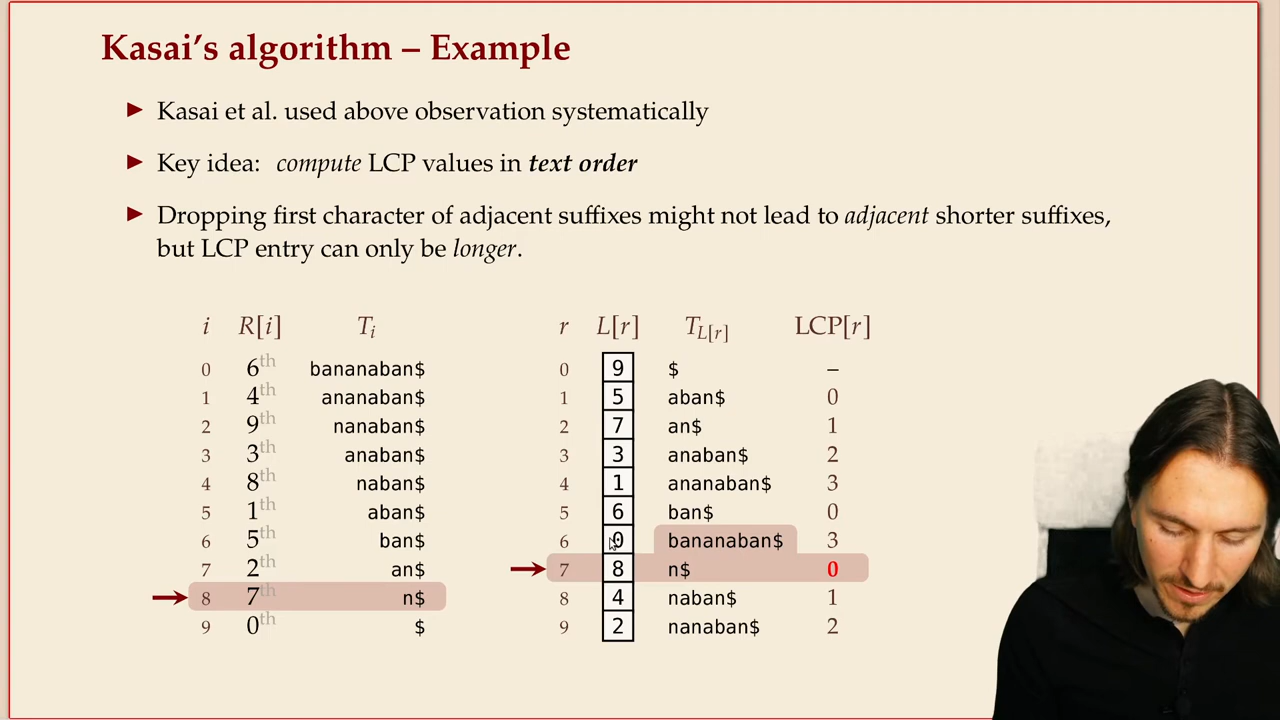 Kasai's algorithm – Example
▶ Kasai et al. used above observation systematically
▶ Key idea: compute LCP values in text order
▶ Dropping first character of adjacent suffixes might not lead to adjacent shorter suffixes,
but LCP entry can only be longer.
i R[i] T_i r L[r] T_L[r] LCP[r]
0 6th bananaban$ 0 9 $ –
1 4th ananaban$ 1 5 aban$ 0
2 9th nanaban$ 2 7 an$ 1
3 3th anaban$ 3 3 anaban$ 2
4 8th naban$ 4 1 ananaban$ 3
5 1th aban$ 5 6 ban$ 0
6 5th ban$ 6 0 bananaban$ 3
7 2th an$ 7 8 n$ 0
8 7th n$ 8 4 naban$ 1
9 0th $ 9 2 nanaban$ 2